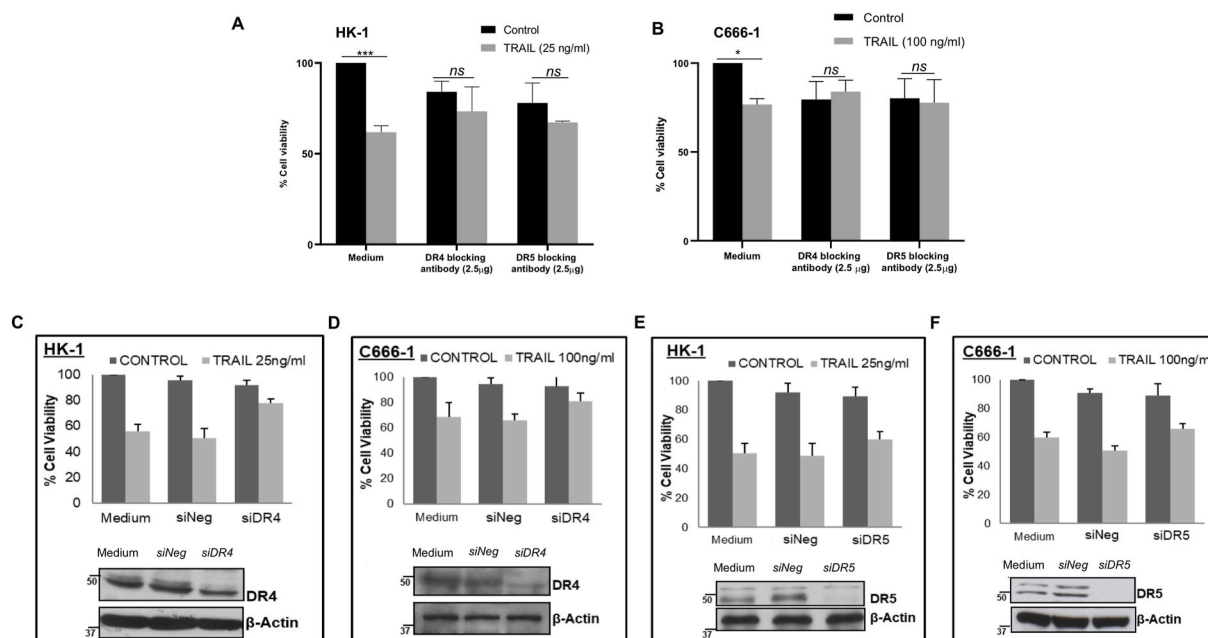 A
HK-1
Control
TRAIL (25 ng/ml)
***
ns
ns
100
50
0
% Cell viability
Medium
DR4 blocking
antibody (2.5μg)
DR5 blocking
antibody (2.5μg)
B
C666-1
Control
TRAIL (100 ng/ml)
*
ns
ns
100
50
0
% Cell viability
Medium
DR4 blocking
antibody (2.5 μg)
DR5 blocking
antibody (2.5μg)
C
HK-1
CONTROL
TRAIL 25ng/ml
100
80
60
40
20
0
% Cell Viability
Medium
siNeg
siDR4
Medium
siNeg
siDR4
50
DR4
β-Actin
37
D
C666-1
CONTROL
TRAIL 100ng/ml
100
80
60
40
20
0
% Cell Viability
Medium
siNeg
siDR4
Medium
siNeg
siDR4
50
DR4
β-Actin
37
E
HK-1
CONTROL
TRAIL 25ng/ml
100
80
60
40
20
0
% Cell Viability
Medium
siNeg
siDR5
Medium
siNeg
siDR5
50
DR5
β-Actin
37
F
C666-1
CONTROL
TRAIL 100ng/m
100
80
60
40
20
0
% Cell Viability
Medium
siNeg
siDR5
Medium
siNeg
siDR5
50
DR5
β-Actin
37